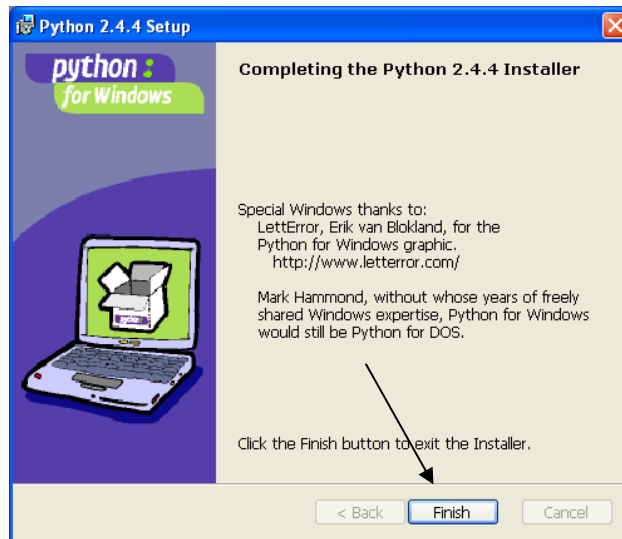 Python 2.4.4 Setup
python
for Windows
Completing the Python 2.4.4 Installer
Special Windows thanks to:
LettError, Erik van Blokland, for the
Python for Windows graphic.
http://www.letterror.com/
Mark Hammond, without whose years of freely
shared Windows expertise, Python for Windows
would still be Python for DOS.
Click the Finish button to exit the Installer.
< Back
Finish
Cancel